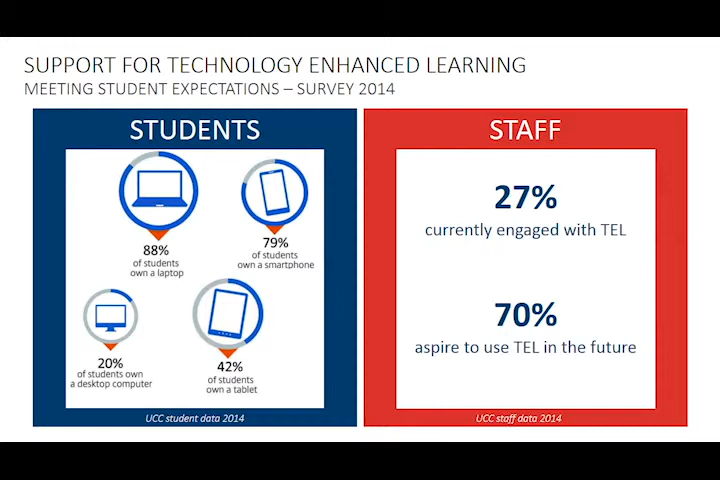 SUPPORT FOR TECHNOLOGY ENHANCED LEARNING
MEETING STUDENT EXPECTATIONS – SURVEY 2014
STUDENTS
88%
of students
own a laptop
79%
of students
own a smartphone
20%
of students own
a desktop computer
42%
of students
own a tablet
UCC student data 2014
STAFF
27%
currently engaged with TEL
70%
aspire to use TEL in the future
UCC staff data 2014